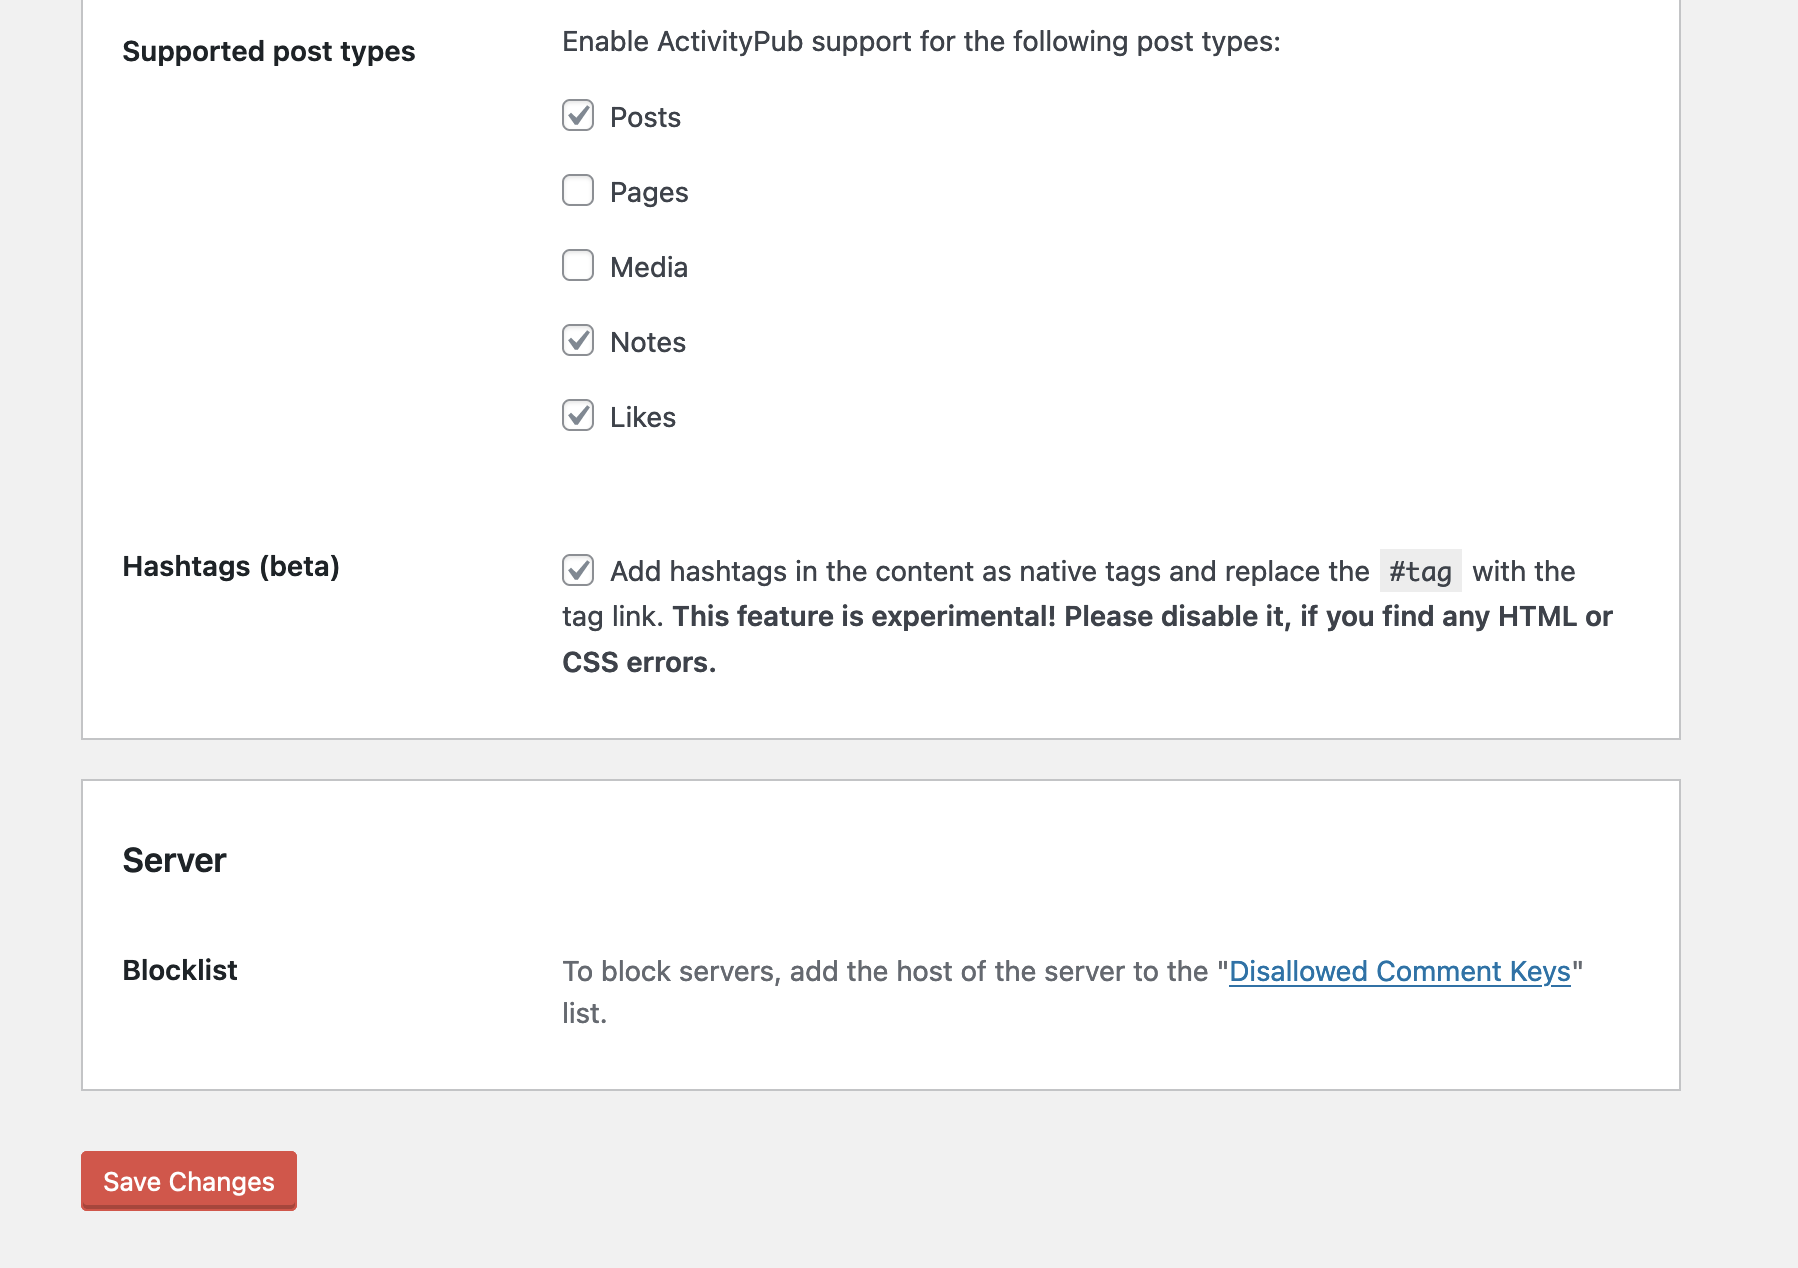 Supported post types
Enable ActivityPub support for the following post types:
Posts
Pages
Media
Notes
Likes
Hashtags (beta)
Add hashtags in the content as native tags and replace the #tag with the
tag link. This feature is experimental! Please disable it, if you find any HTML or
CSS errors.
Server
Blocklist
To block servers, add the host of the server to the "Disallowed Comment Keys"
list.
Save Changes